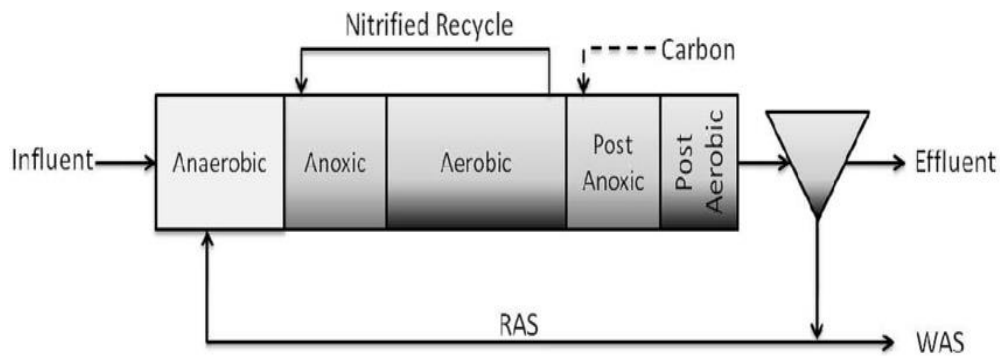 Nitrified Recycle
Carbon
Influent
Anaerobic
Anoxic
Aerobic
Post
Anoxic
Post
Aerobic
Effluent
RAS
WAS